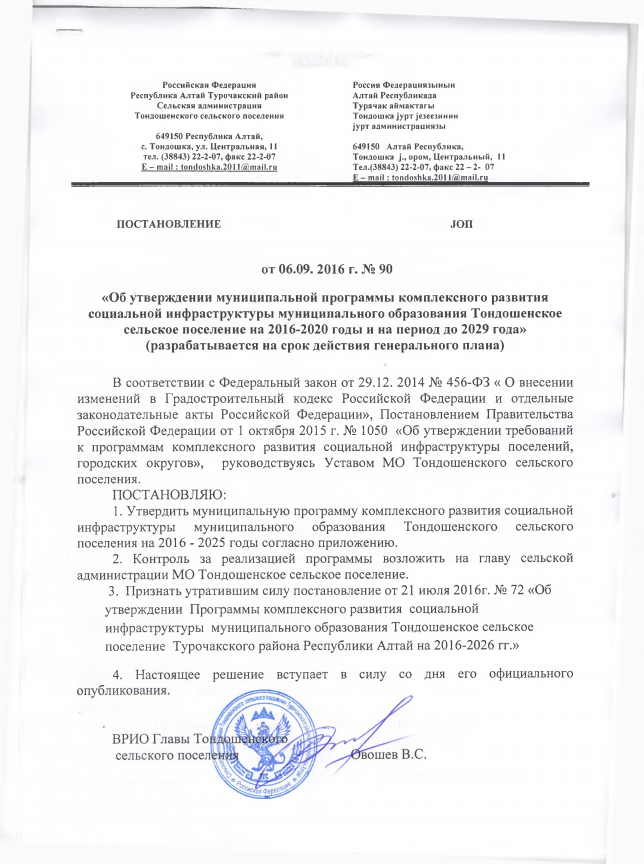 Российская Федерация
Республика Алтай Турочакский район
Сельская администрация
Тондошенского сельского поселения
649150 Республика Алтай,
с. Тондошка, ул. Центральная, 11
тел. (38843) 22-2-07, факс 22-2-07
E – mail : tondoshka.2011@mail.ru
Россия Федерациязынын
Алтай Республикада
Турачак аймактагы
Тондошка јурт језеезинин
јурт администрациязы
649150 Алтай Республика,
Тондошка ј., ором, Центральный, 11
Тел.(38843) 22-2-07, факс 22 – 2- 07
E – mail : tondoshka.2011@mail.ru
ПОСТАНОВЛЕНИЕ ЈОП
от 06.09. 2016 г. № 90
«Об утверждении муниципальной программы комплексного развития
социальной инфраструктуры муниципального образования Тондошенское
сельское поселение на 2016-2020 годы и на период до 2029 года»
(разрабатывается на срок действия генерального плана)
В соответствии с Федеральный закон от 29.12. 2014 № 456-ФЗ « О внесении
изменений в Градостроительный кодекс Российской Федерации и отдельные
законодательные акты Российской Федерации», Постановлением Правительства
Российской Федерации от 1 октября 2015 г. № 1050 «Об утверждении требований
к программам комплексного развития социальной инфраструктуры поселений,
городских округов», руководствуясь Уставом МО Тондошенского сельского
поселения.
ПОСТАНОВЛЯЮ:
1. Утвердить муниципальную программу комплексного развития социальной
инфраструктуры муниципального образования Тондошенского сельского
поселения на 2016 - 2025 годы согласно приложению.
2. Контроль за реализацией программы возложить на главу сельской
администрации МО Тондошенское сельское поселение.
3. Признать утратившим силу постановление от 21 июля 2016г. № 72 «Об
утверждении Программы комплексного развития социальной
инфраструктуры муниципального образования Тондошенское сельское
поселение Турочакского района Республики Алтай на 2016-2026 гг.»
4. Настоящее решение вступает в силу со дня его официального
опубликования.
ВРИО Главы Тондошенского
сельского поселения Овошев В.С.
Российская Федерация